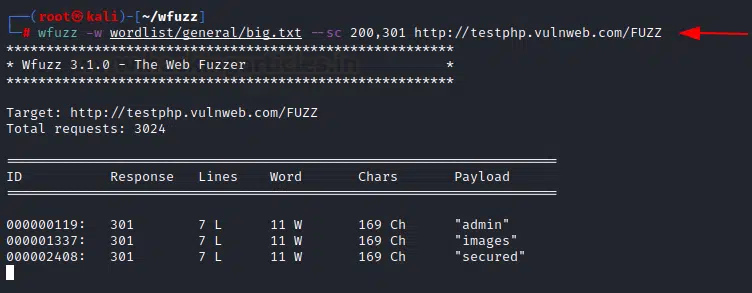 ┌──(root㉿kali)-[~/wfuzz]
└─# wfuzz -w wordlist/general/big.txt --sc 200,301 http://testphp.vulnweb.com/FUZZ
********************************************************
* Wfuzz 3.1.0 - The Web Fuzzer *
********************************************************
Target: http://testphp.vulnweb.com/FUZZ
Total requests: 3024
=====================================================================
ID Response Lines Word Chars Payload
=====================================================================
000000119: 301 7 L 11 W 169 Ch "admin"
000001337: 301 7 L 11 W 169 Ch "images"
000002408: 301 7 L 11 W 169 Ch "secured"